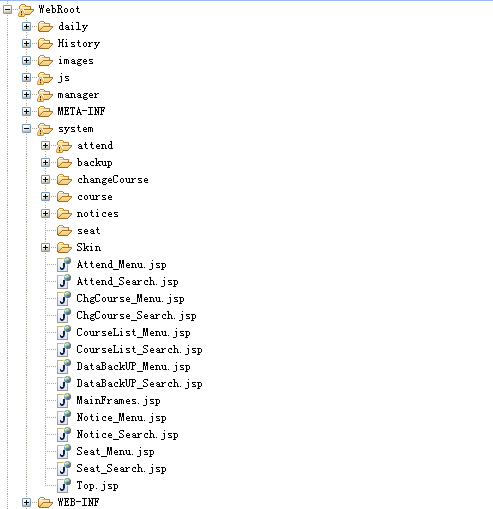 WebRoot
daily
History
images
js
manager
META-INF
system
attend
backup
changeCourse
course
notices
seat
Skin
Attend_Menu.jsp
Attend_Search.jsp
ChgCourse_Menu.jsp
ChgCourse_Search.jsp
CourseList_Menu.jsp
CourseList_Search.jsp
DataBackUP_Menu.jsp
DataBackUP_Search.jsp
MainFrames.jsp
Notice_Menu.jsp
Notice_Search.jsp
Seat_Menu.jsp
Seat_Search.jsp
Top.jsp
WEB-INF